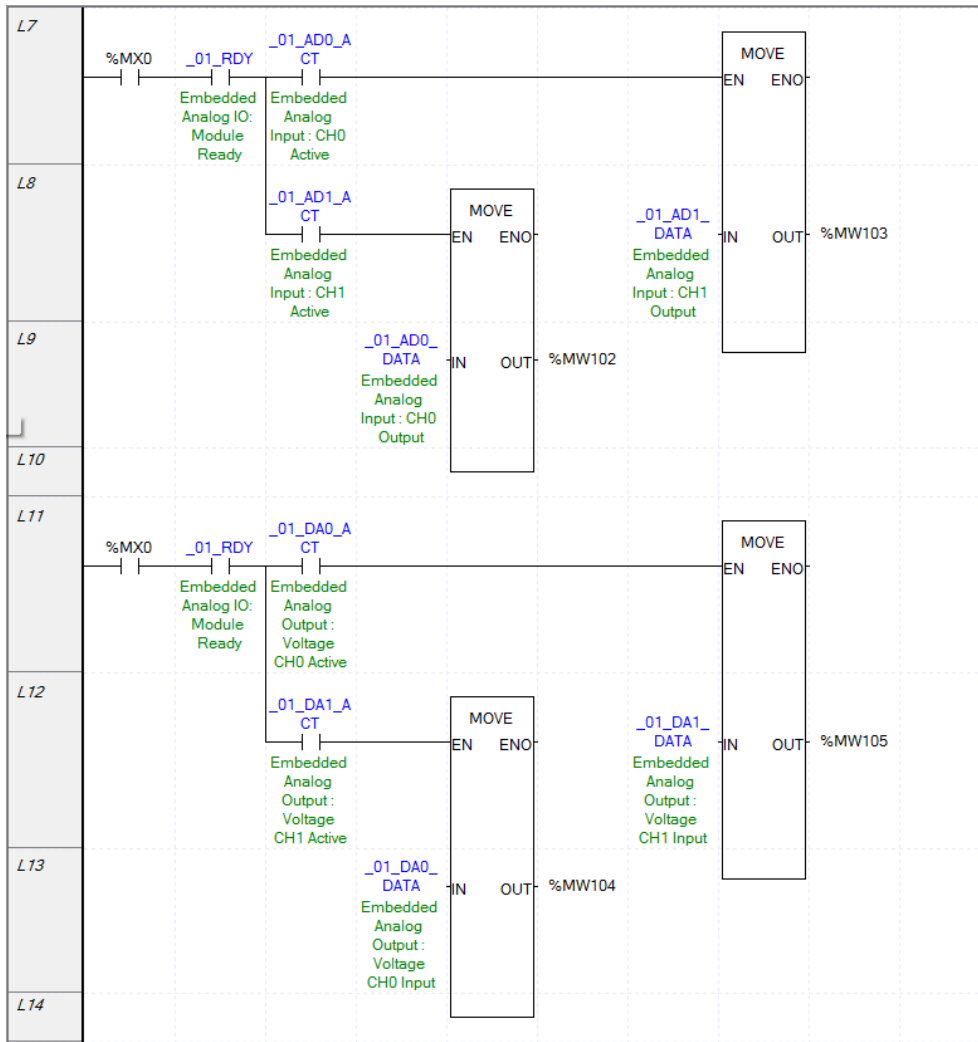 L7
_01_AD0_A
%MX0 _01_RDY CT
MOVE
EN ENO
Embedded Embedded
Analog IO: Analog
Module Input : CH0
Ready Active
L8
_01_AD1_A
CT
MOVE
EN ENO
_01_AD1_
DATA IN OUT %MW103
Embedded
Analog
Input : CH1
Active
Embedded
Analog
Input : CH1
Output
L9
_01_AD0_
DATA IN OUT %MW102
Embedded
Analog
Input : CH0
Output
L10
L11
_01_DA0_A
%MX0 _01_RDY CT
MOVE
EN ENO
Embedded Embedded
Analog IO: Analog
Module Output :
Ready Voltage
CH0 Active
L12
_01_DA1_A
CT
MOVE
EN ENO
_01_DA1_
DATA IN OUT %MW105
Embedded
Analog
Output :
Voltage
CH1 Active
Embedded
Analog
Output :
Voltage
CH1 Input
L13
_01_DA0_
DATA IN OUT %MW104
Embedded
Analog
Output :
Voltage
CH0 Input
L14